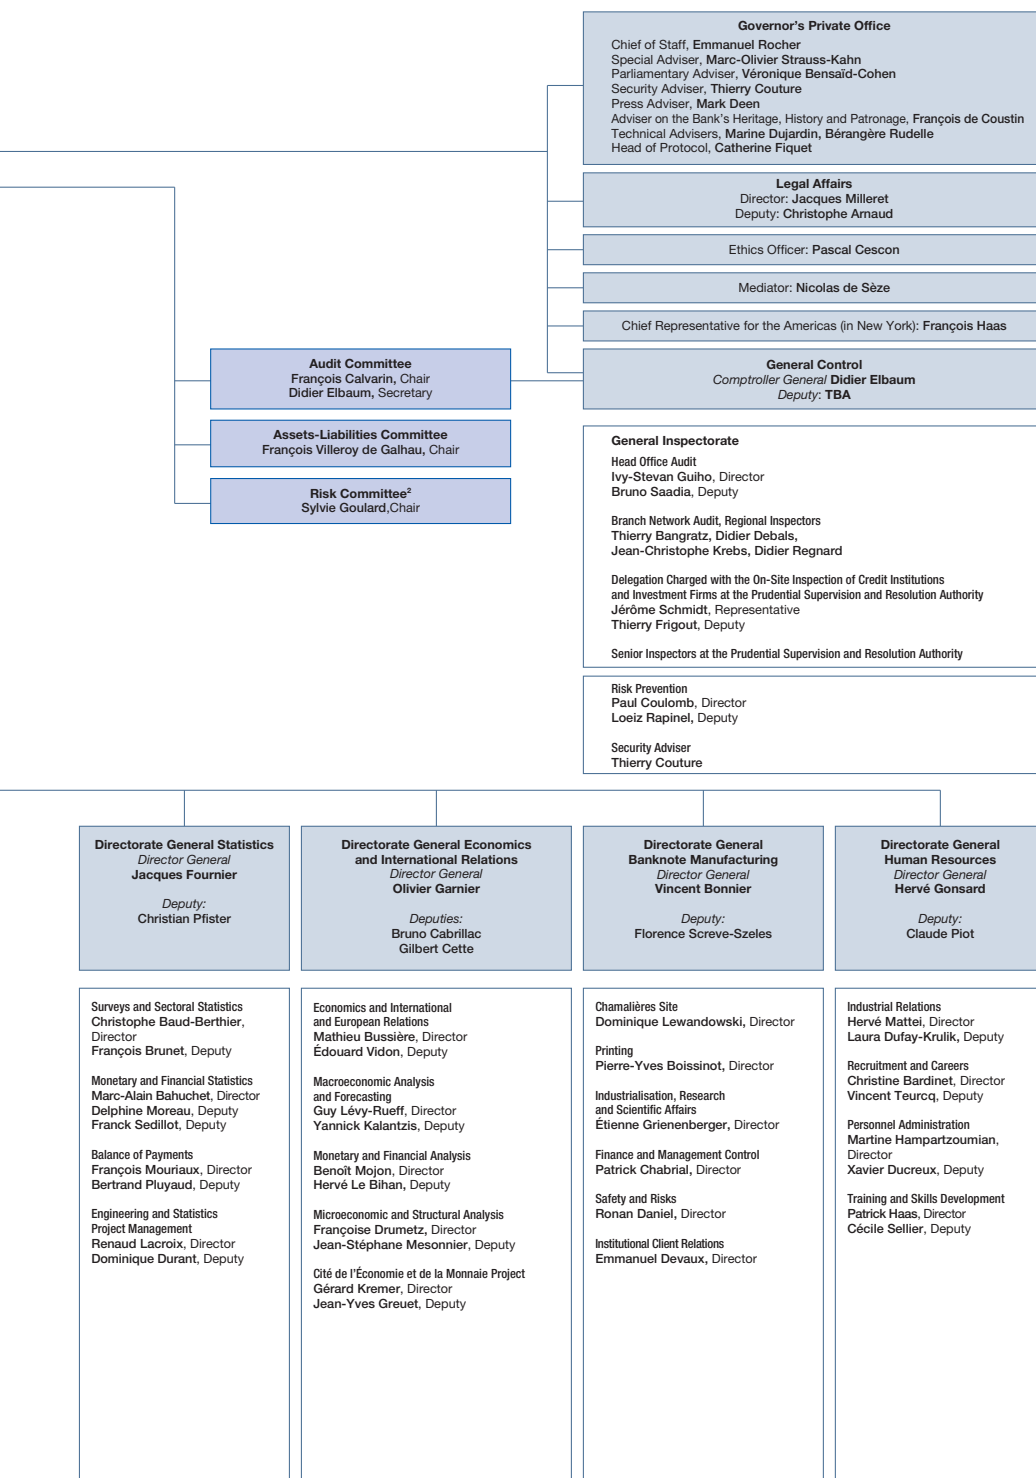 Governor's Private Office
Chief of Staff, Emmanuel Rocher
Special Adviser, Marc-Olivier Strauss-Kahn
Parliamentary Adviser, Véronique Bensaïd-Cohen
Security Adviser, Thierry Couture
Press Adviser, Mark Deen
Adviser on the Bank's Heritage, History and Patronage, François de Coustin
Technical Advisers, Marine Dujardin, Bérangère Rudelle
Head of Protocol, Catherine Fiquet
Legal Affairs
Director: Jacques Milleret
Deputy: Christophe Arnaud
Ethics Officer: Pascal Cescon
Mediator: Nicolas de Sèze
Chief Representative for the Americas (in New York): François Haas
Audit Committee
François Calvarin, Chair
Didier Elbaum, Secretary
General Control
Comptroller General Didier Elbaum
Deputy: TBA
Assets-Liabilities Committee
François Villeroy de Galhau, Chair
Risk Committee²
Sylvie Goulard,Chair
General Inspectorate
Head Office Audit
Ivy-Stevan Guiho, Director
Bruno Saadia, Deputy
Branch Network Audit, Regional Inspectors
Thierry Bangratz, Didier Debals,
Jean-Christophe Krebs, Didier Regnard
Delegation Charged with the On-Site Inspection of Credit Institutions
and Investment Firms at the Prudential Supervision and Resolution Authority
Jérôme Schmidt, Representative
Thierry Frigout, Deputy
Senior Inspectors at the Prudential Supervision and Resolution Authority
Risk Prevention
Paul Coulomb, Director
Loeiz Rapinel, Deputy
Security Adviser
Thierry Couture
Directorate General Statistics
Director General
Jacques Fournier
Deputy:
Christian Pfister
Surveys and Sectoral Statistics
Christophe Baud-Berthier,
Director
François Brunet, Deputy
Monetary and Financial Statistics
Marc-Alain Bahuchet, Director
Delphine Moreau, Deputy
Franck Sedillot, Deputy
Balance of Payments
François Mouriaux, Director
Bertrand Pluyaud, Deputy
Engineering and Statistics
Project Management
Renaud Lacroix, Director
Dominique Durant, Deputy
Directorate General Economics
and International Relations
Director General
Olivier Garnier
Deputies:
Bruno Cabrillac
Gilbert Cette
Economics and International
and European Relations
Mathieu Bussière, Director
Édouard Vidon, Deputy
Macroeconomic Analysis
and Forecasting
Guy Lévy-Rueff, Director
Yannick Kalantzis, Deputy
Monetary and Financial Analysis
Benoît Mojon, Director
Hervé Le Bihan, Deputy
Microeconomic and Structural Analysis
Françoise Drumetz, Director
Jean-Stéphane Mesonnier, Deputy
Cité de l'Économie et de la Monnaie Project
Gérard Kremer, Director
Jean-Yves Greuet, Deputy
Directorate General
Banknote Manufacturing
Director General
Vincent Bonnier
Deputy:
Florence Screve-Szeles
Chamalières Site
Dominique Lewandowski, Director
Printing
Pierre-Yves Boissinot, Director
Industrialisation, Research
and Scientific Affairs
Étienne Grienenberger, Director
Finance and Management Control
Patrick Chabrial, Director
Safety and Risks
Ronan Daniel, Director
Institutional Client Relations
Emmanuel Devaux, Director
Directorate General
Human Resources
Director General
Hervé Gonsard
Deputy:
Claude Piot
Industrial Relations
Hervé Mattei, Director
Laura Dufay-Krulik, Deputy
Recruitment and Careers
Christine Bardinet, Director
Vincent Teurcq, Deputy
Personnel Administration
Martine Hampartzoumian,
Director
Xavier Ducreux, Deputy
Training and Skills Development
Patrick Haas, Director
Cécile Sellier, Deputy